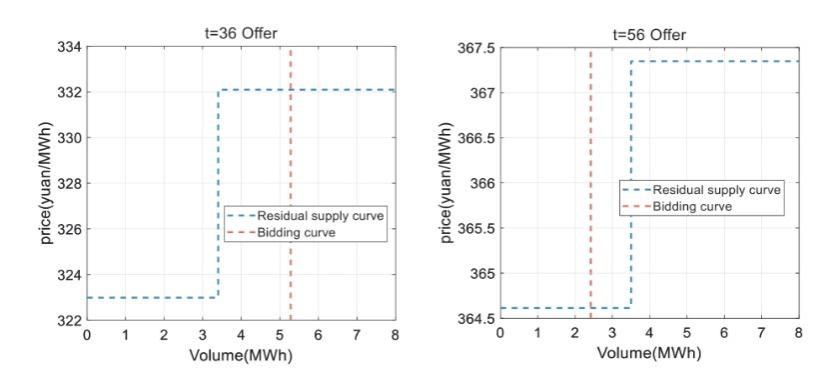 t=36 Offer
334
332
330
328
326
324
322
price(yuan/MWh)
0 1 2 3 4 5 6 7 8
Volume(MWh)
Residual supply curve
Bidding curve
t=56 Offer
367.5
367
366.5
366
365.5
365
364.5
price(yuan/MWh)
0 1 2 3 4 5 6 7 8
Volume(MWh)
Residual supply curve
Bidding curve